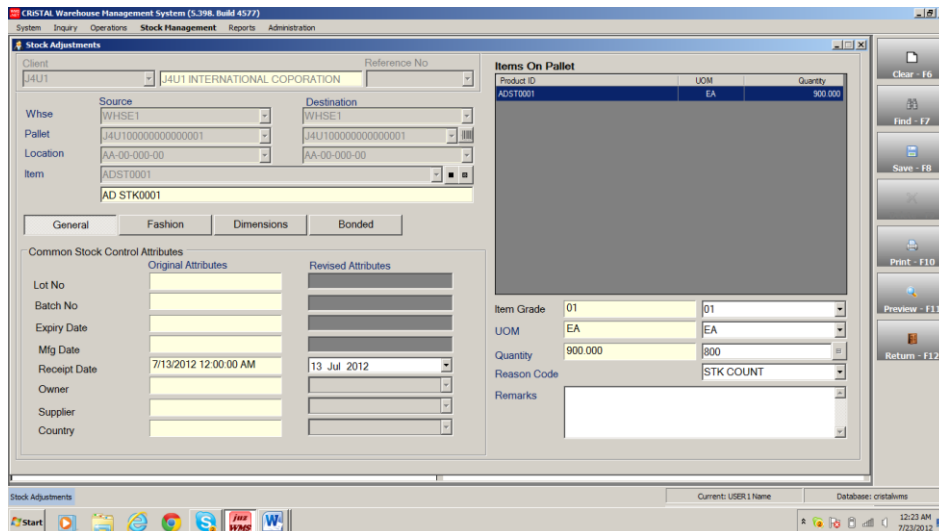 CRiSTAL Warehouse Management System (5.398. Build 4577)
System Inquiry Operations Stock Management Reports Administration
Stock Adjustments
Client Reference No
J4U1 J4U1 INTERNATIONAL COPORATION
Source Destination
Whse WHSE1 WHSE1
Pallet J4U100000000000001 J4U100000000000001
Location AA-00-000-00 AA-00-000-00
Item ADST0001
AD STK0001
General Fashion Dimensions Bonded
Common Stock Control Attributes
Original Attributes Revised Attributes
Lot No
Batch No
Expiry Date
Mfg Date
Receipt Date 7/13/2012 12:00:00 AM 13 Jul 2012
Owner
Supplier
Country
Items On Pallet
Product ID UOM Quantity
ADST0001 EA 900.000
Item Grade 01 01
UOM EA EA
Quantity 900.000 800
Reason Code STK COUNT
Remarks
Clear - F6
Find - F7
Save - F8
Print - F10
Preview - F11
Return - F12
Stock Adjustments Current: USER1 Name Database: cristalwms
Start WMS 12:23 AM
7/23/2012